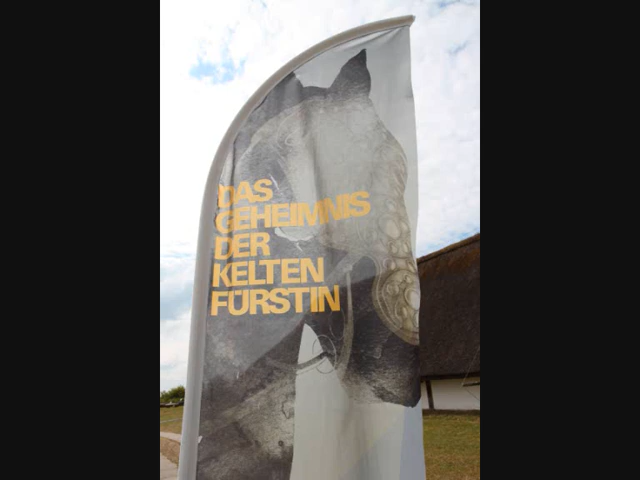 DAS
GEHEIMNIS
DER
KELTEN
FÜRSTIN